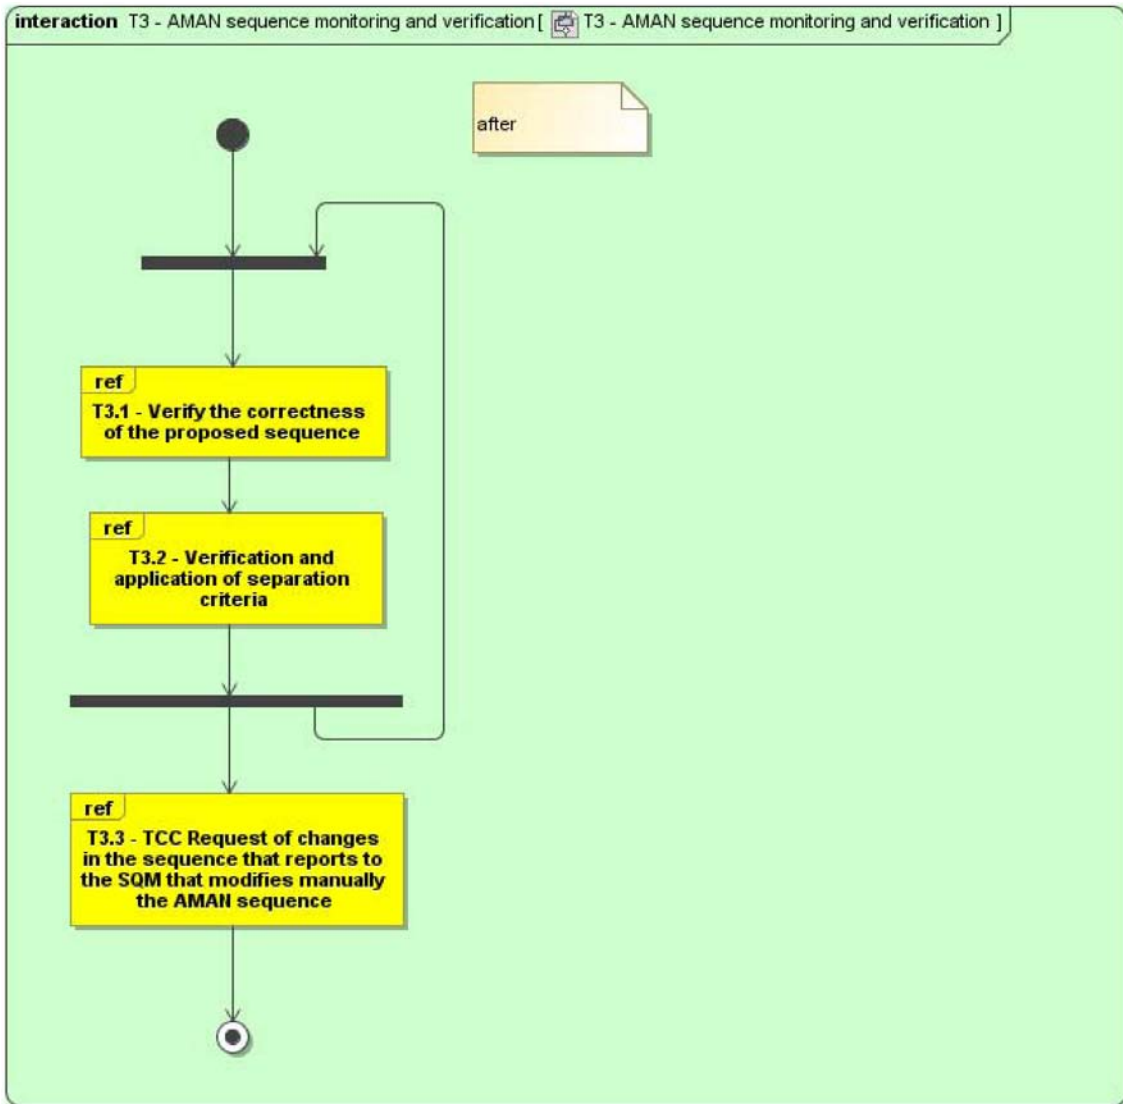 interaction T3 - AMAN sequence monitoring and verification [ T3 - AMAN sequence monitoring and verification ]
after
ref
T3.1 - Verify the correctness
of the proposed sequence
ref
T3.2 - Verification and
application of separation
criteria
ref
T3.3 - TCC Request of changes
in the sequence that reports to
the SQM that modifies manually
the AMAN sequence